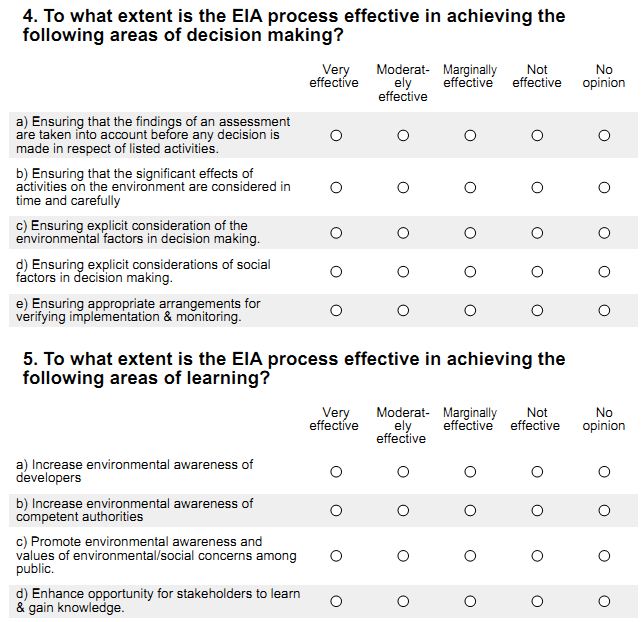 4. To what extent is the EIA process effective in achieving the
following areas of decision making?
Very effective
Moderat-ely effective
Marginally effective
Not effective
No opinion
a) Ensuring that the findings of an assessment
are taken into account before any decision is
made in respect of listed activities.
b) Ensuring that the significant effects of
activities on the environment are considered in
time and carefully
c) Ensuring explicit consideration of the
environmental factors in decision making.
d) Ensuring explicit considerations of social
factors in decision making.
e) Ensuring appropriate arrangements for
verifying implementation & monitoring.
5. To what extent is the EIA process effective in achieving the
following areas of learning?
Very effective
Moderat-ely effective
Marginally effective
Not effective
No opinion
a) Increase environmental awareness of
developers
b) Increase environmental awareness of
competent authorities
c) Promote environmental awareness and
values of environmental/social concerns among
public.
d) Enhance opportunity for stakeholders to learn
& gain knowledge.